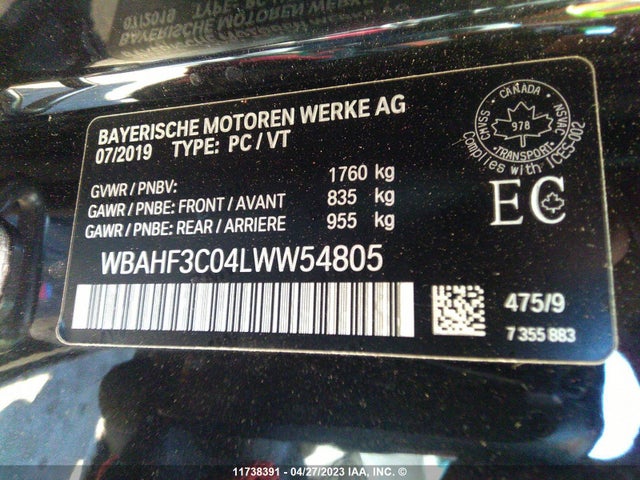 BAYERISCHE MOTOREN WERKE AG
07/2019 TYPE: PC / VT
GVWR / PNBV: 1760 kg
GAWR / PNBE: FRONT / AVANT 835 kg
GAWR / PNBE: REAR / ARRIERE 955 kg
WBAHF3C04LWW54805
CANADA
CMVSS
NSVAC
978
TRANSPORT
Complies with ICES-002
EC
475/9
7 355 883
11738391 - 04/27/2023 IAA, INC. ©